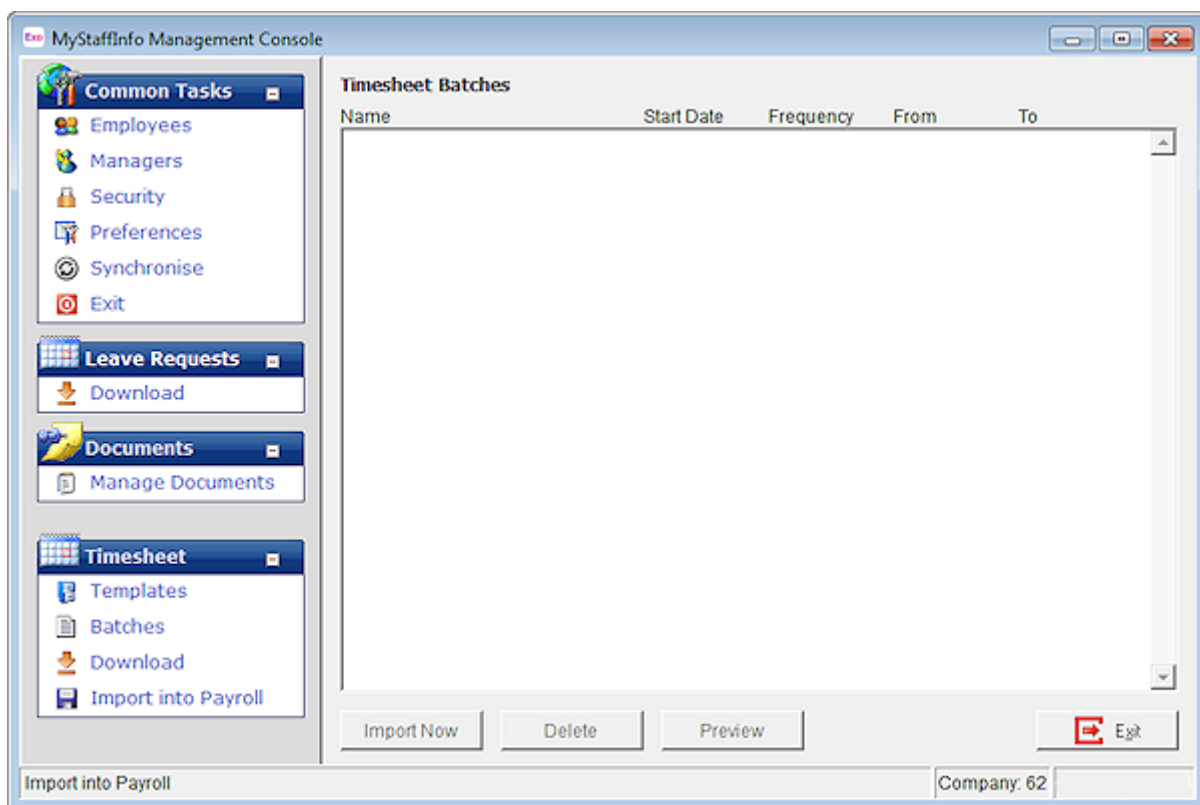 Exo MyStaffInfo Management Console
Common Tasks
Employees
Managers
Security
Preferences
Synchronise
Exit
Leave Requests
Download
Documents
Manage Documents
Timesheet
Templates
Batches
Download
Import into Payroll
Timesheet Batches
Name Start Date Frequency From To
Import Now Delete Preview Exit
Import into Payroll Company: 62